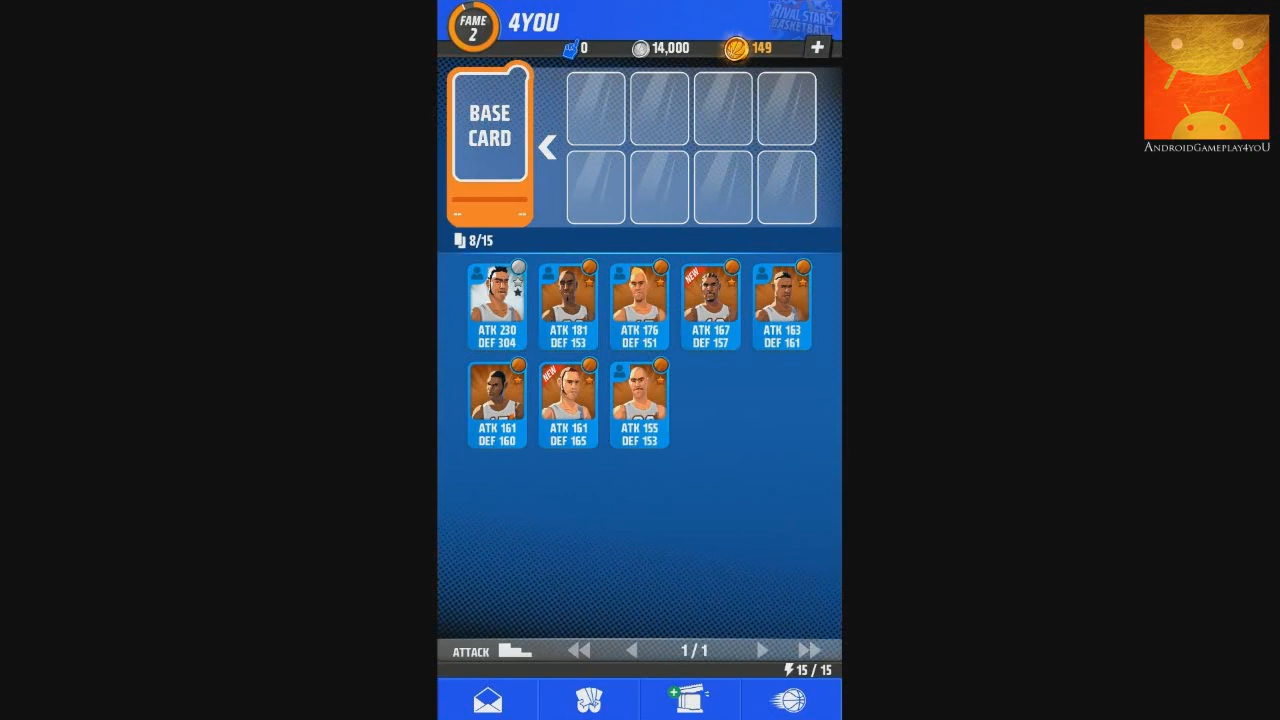 FAME
2
4YOU
RIVAL STARS
BASKETBALL
0
14,000
149
+
BASE
CARD
8/15
ATK 230
DEF 304
ATK 181
DEF 153
ATK 176
DEF 151
NEW
ATK 167
DEF 157
ATK 163
DEF 161
ATK 161
DEF 160
NEW
ATK 161
DEF 165
ATK 155
DEF 153
ATTACK
1 / 1
15 / 15
AndroidGameplay4yoU